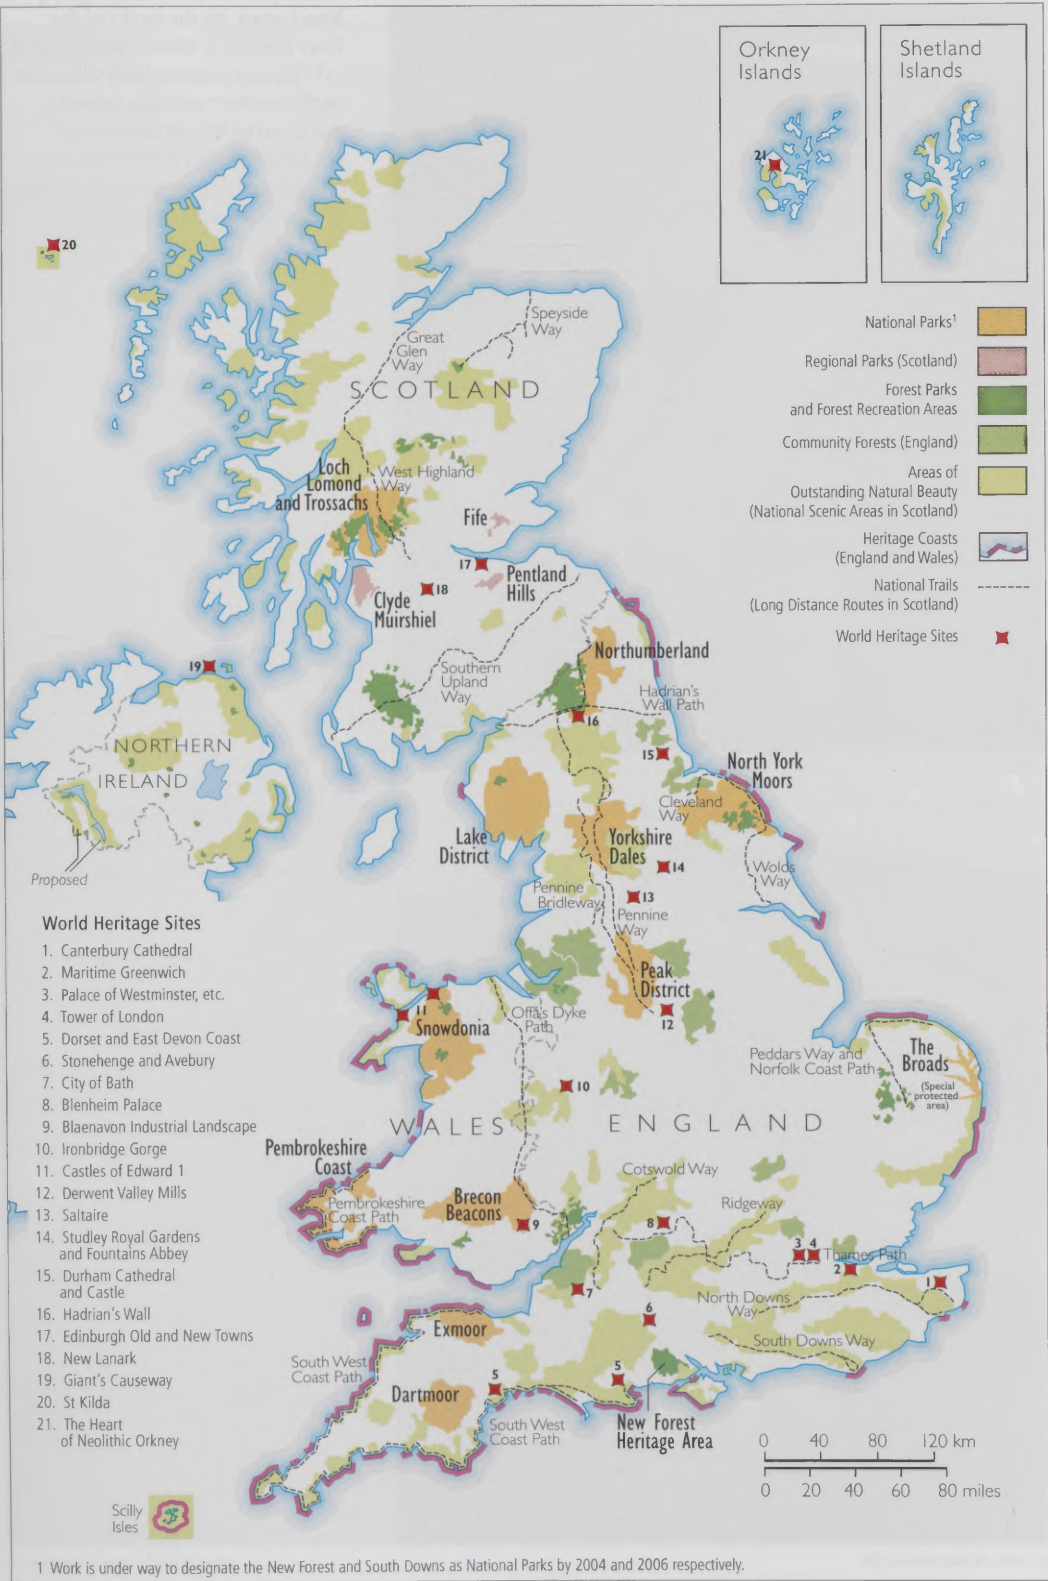 Orkney
Islands
21
Shetland
Islands
20
National Parks¹
Regional Parks (Scotland)
Forest Parks
and Forest Recreation Areas
Community Forests (England)
Areas of
Outstanding Natural Beauty
(National Scenic Areas in Scotland)
Heritage Coasts
(England and Wales)
National Trails
(Long Distance Routes in Scotland)
World Heritage Sites
Speyside
Way
Great
Glen
Way
SCOTLAND
Loch
Lomond
and Trossachs
West Highland
Way
Fife
17
Pentland
Hills
18
Clyde
Muirshiel
19
Northumberland
Southern
Upland
Way
Hadrian's
Wall Path
16
NORTHERN
IRELAND
Proposed
15
North York
Moors
Cleveland
Way
Lake
District
Yorkshire
Dales
14
Wolds
Way
Pennine
Bridleway
13
Pennine
Way
Peak
District
12
11
Snowdonia
Offa's Dyke
Path
Peddars Way and
Norfolk Coast Path
The
Broads
(Special
protected
area)
10
WALES
ENGLAND
Pembrokeshire
Coast
Pembrokeshire
Coast Path
Brecon
Beacons
9
Cotswold Way
Ridgeway
8
3 4
Thames Path
2
1
7
North Downs
Way
6
South Downs Way
Exmoor
South West
Coast Path
Dartmoor
5
5
South West
Coast Path
New Forest
Heritage Area
World Heritage Sites
1. Canterbury Cathedral
2. Maritime Greenwich
3. Palace of Westminster, etc.
4. Tower of London
5. Dorset and East Devon Coast
6. Stonehenge and Avebury
7. City of Bath
8. Blenheim Palace
9. Blaenavon Industrial Landscape
10. Ironbridge Gorge
11. Castles of Edward 1
12. Derwent Valley Mills
13. Saltaire
14. Studley Royal Gardens
and Fountains Abbey
15. Durham Cathedral
and Castle
16. Hadrian's Wall
17. Edinburgh Old and New Towns
18. New Lanark
19. Giant's Causeway
20. St Kilda
21. The Heart
of Neolithic Orkney
Scilly
Isles
0 40 80 120 km
0 20 40 60 80 miles
1 Work is under way to designate the New Forest and South Downs as National Parks by 2004 and 2006 respectively.